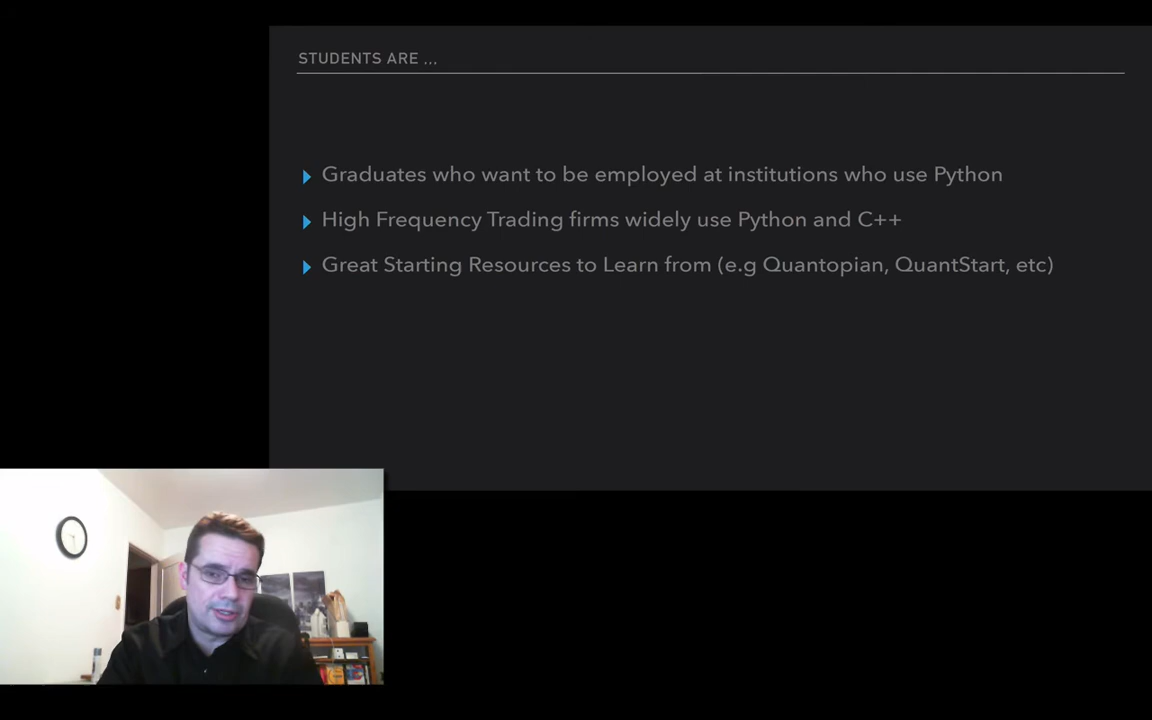 STUDENTS ARE ...
Graduates who want to be employed at institutions who use Python
High Frequency Trading firms widely use Python and C++
Great Starting Resources to Learn from (e.g Quantopian, QuantStart, etc)